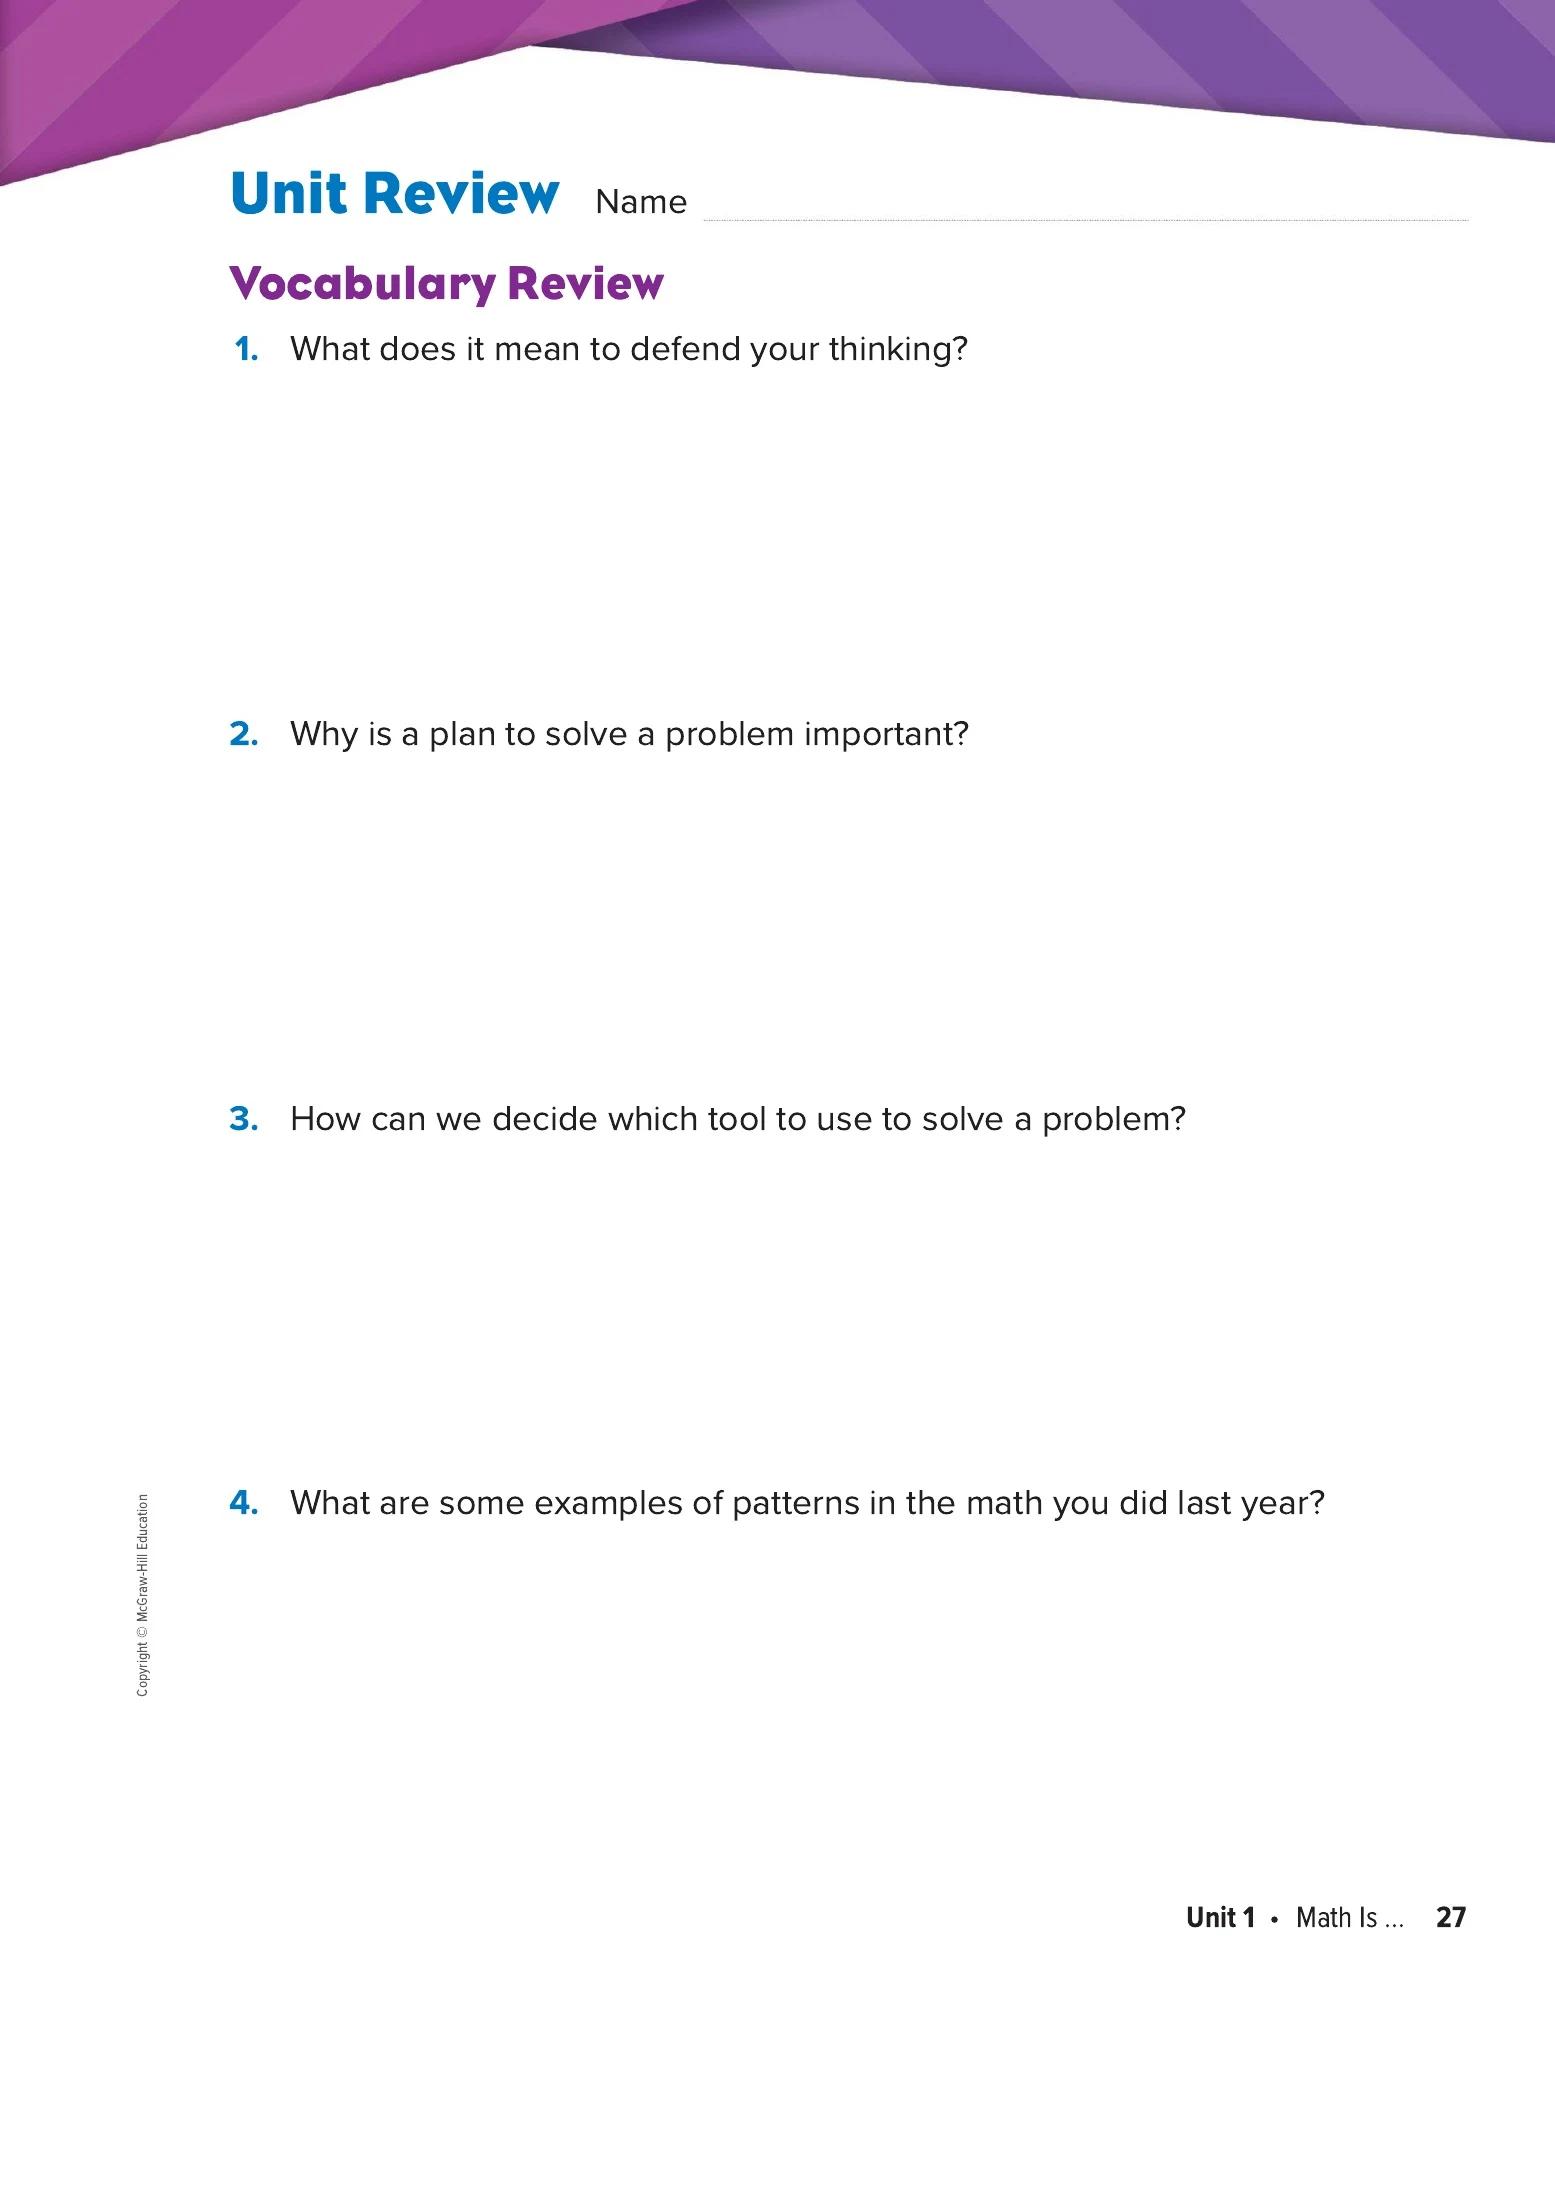 Unit Review Name
Vocabulary Review
1. What does it mean to defend your thinking?
2. Why is a plan to solve a problem important?
3. How can we decide which tool to use to solve a problem?
4. What are some examples of patterns in the math you did last year?
Copyright © McGraw-Hill Education
Unit 1 • Math Is ... 27